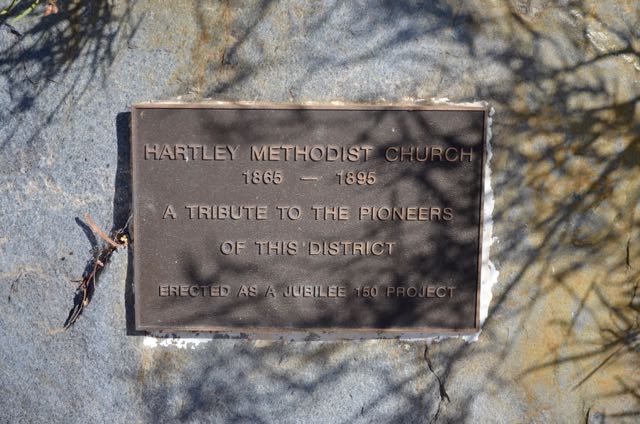 HARTLEY METHODIST CHURCH
1865 — 1895
A TRIBUTE TO THE PIONEERS
OF THIS DISTRICT
ERECTED AS A JUBILEE 150 PROJECT